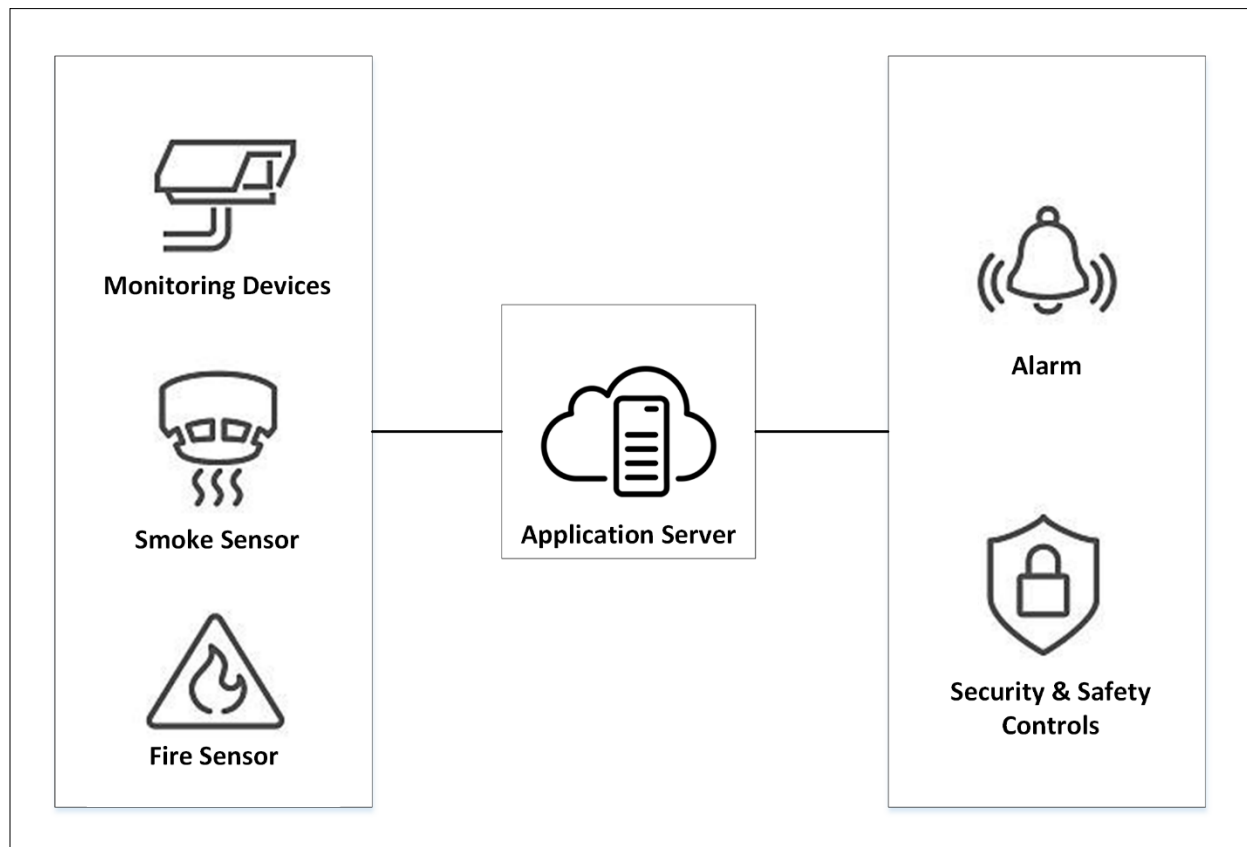 Monitoring Devices
Smoke Sensor
Fire Sensor
Application Server
Alarm
Security & Safety
Controls